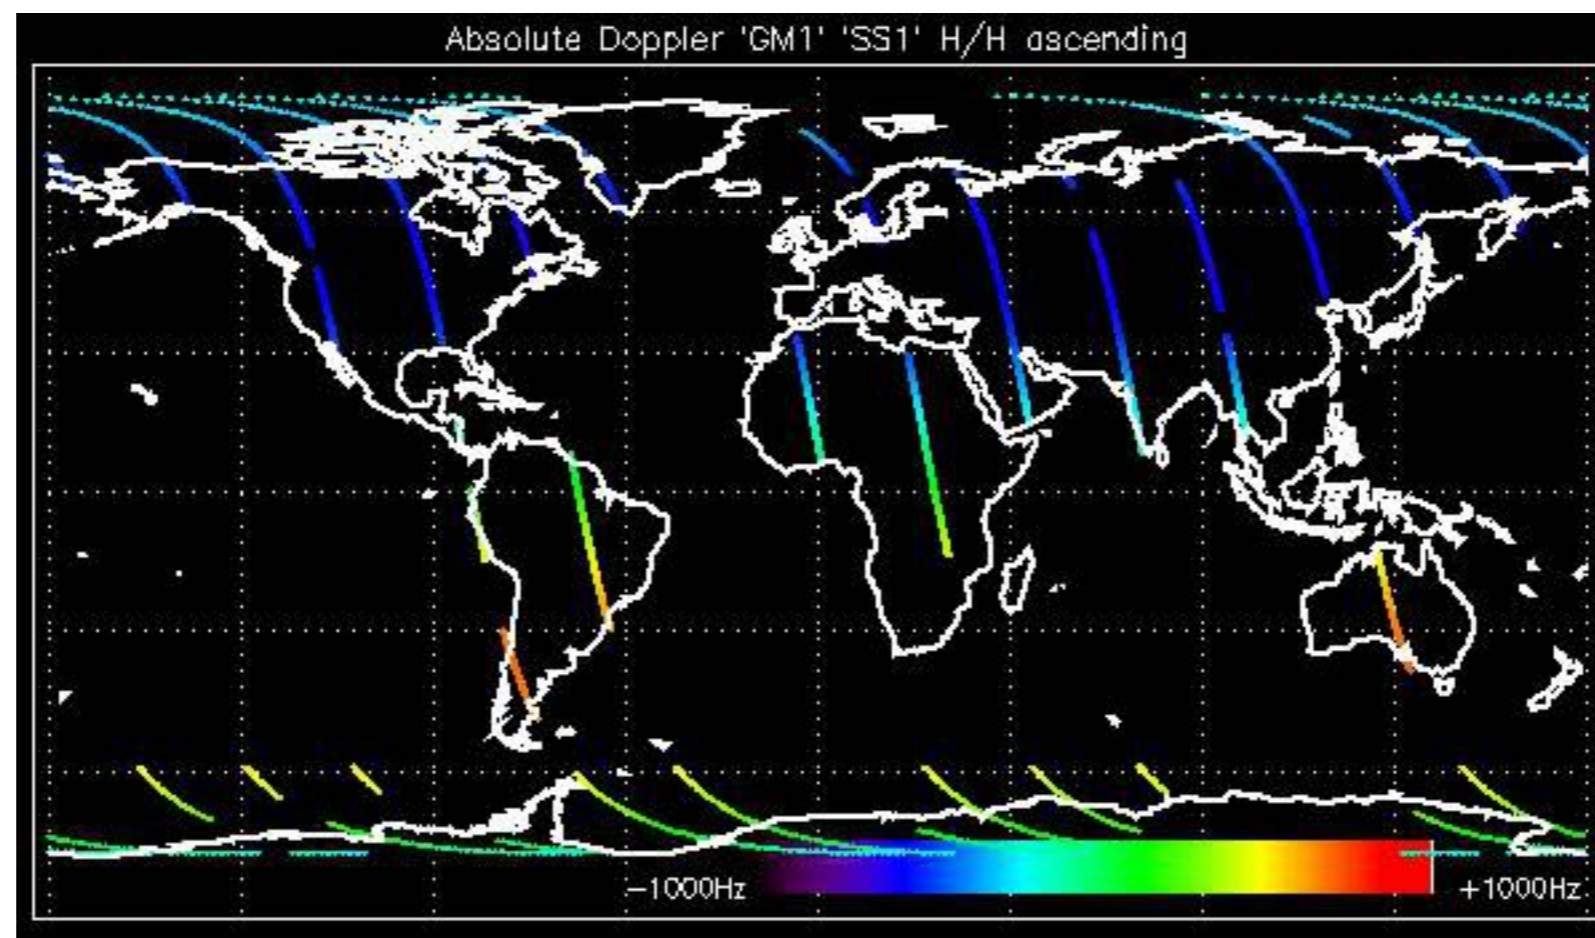 Absolute Doppler 'GM1' 'SS1' H/H ascending
−1000Hz
+1000Hz